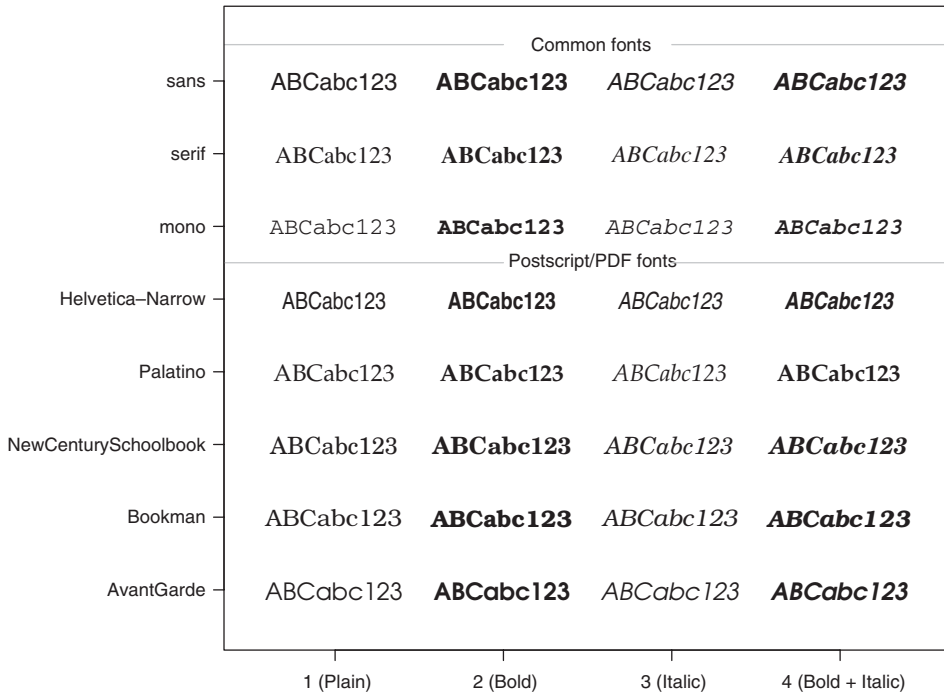 Common fonts
sans ABCabc123 ABCabc123 ABCabc123 ABCabc123
serif ABCabc123 ABCabc123 ABCabc123 ABCabc123
mono ABCabc123 ABCabc123 ABCabc123 ABCabc123
Postscript/PDF fonts
Helvetica–Narrow ABCabc123 ABCabc123 ABCabc123 ABCabc123
Palatino ABCabc123 ABCabc123 ABCabc123 ABCabc123
NewCenturySchoolbook ABCabc123 ABCabc123 ABCabc123 ABCabc123
Bookman ABCabc123 ABCabc123 ABCabc123 ABCabc123
AvantGarde ABCabc123 ABCabc123 ABCabc123 ABCabc123
1 (Plain) 2 (Bold) 3 (Italic) 4 (Bold + Italic)